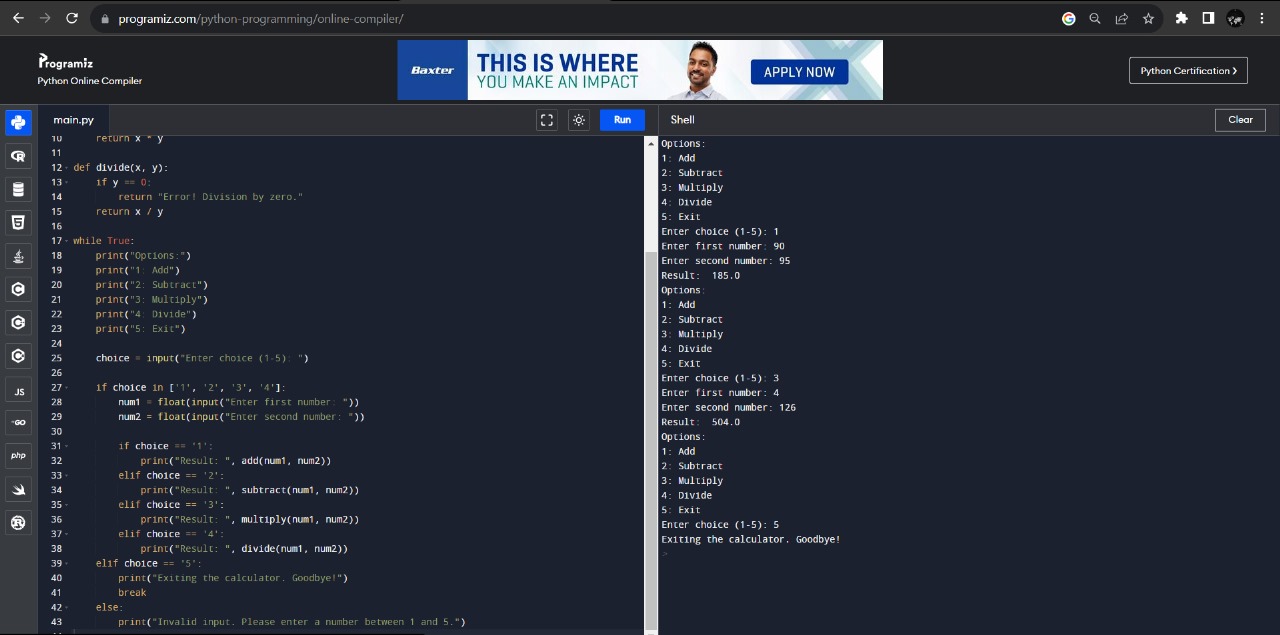 programiz.com/python-programming/online-compiler/
Programiz
Python Online Compiler
Baxter
THIS IS WHERE
YOU MAKE AN IMPACT
APPLY NOW
Python Certification >
main.py
Run
Shell
Clear
JS
GO
php
10 return x * y
11
12 def divide(x, y):
13 if y == 0:
14 return "Error! Division by zero."
15 return x / y
16
17 while True:
18 print("Options:")
19 print("1: Add")
20 print("2: Subtract")
21 print("3: Multiply")
22 print("4: Divide")
23 print("5: Exit")
24
25 choice = input("Enter choice (1-5): ")
26
27 if choice in ['1', '2', '3', '4']:
28 num1 = float(input("Enter first number: "))
29 num2 = float(input("Enter second number: "))
30
31 if choice == '1':
32 print("Result: ", add(num1, num2))
33 elif choice == '2':
34 print("Result: ", subtract(num1, num2))
35 elif choice == '3':
36 print("Result: ", multiply(num1, num2))
37 elif choice == '4':
38 print("Result: ", divide(num1, num2))
39 elif choice == '5':
40 print("Exiting the calculator. Goodbye!")
41 break
42 else:
43 print("Invalid input. Please enter a number between 1 and 5.")
Options:
1: Add
2: Subtract
3: Multiply
4: Divide
5: Exit
Enter choice (1-5): 1
Enter first number: 90
Enter second number: 95
Result:  185.0
Options:
1: Add
2: Subtract
3: Multiply
4: Divide
5: Exit
Enter choice (1-5): 3
Enter first number: 4
Enter second number: 126
Result:  504.0
Options:
1: Add
2: Subtract
3: Multiply
4: Divide
5: Exit
Enter choice (1-5): 5
Exiting the calculator. Goodbye!
>